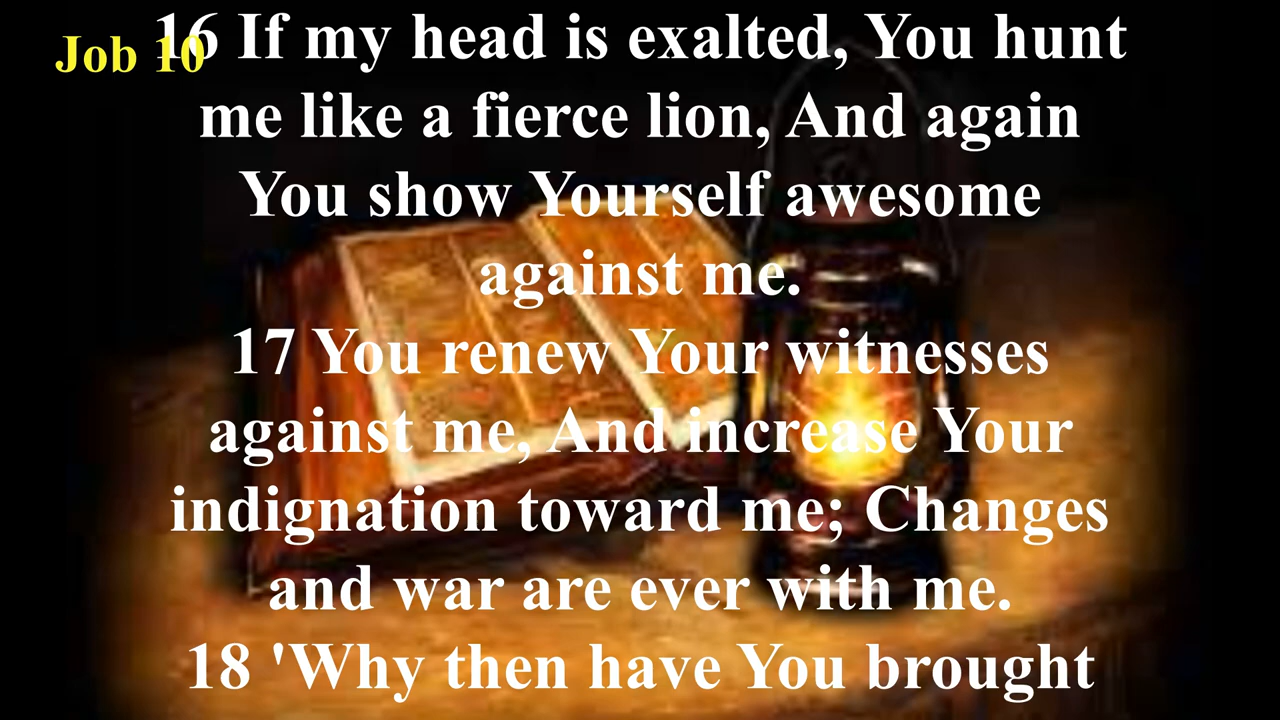 Job 10
16 If my head is exalted, You hunt
me like a fierce lion, And again
You show Yourself awesome
against me.
17 You renew Your witnesses
against me, And increase Your
indignation toward me; Changes
and war are ever with me.
18 'Why then have You brought